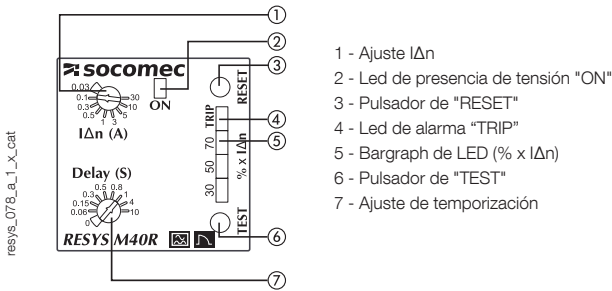 1
2
3
4
5
6
7
socomec
ON
RESET
0.03
0.1
0.3
0.5
1
3
5
10
30
I∆n (A)
TRIP
70
50
30
% x I∆n
Delay (S)
0
0.06
0.15
0.3
0.5
0.8
1
4
10
TEST
RESYS M40R
resys_078_a_1_x_cat
1 - Ajuste I∆n
2 - Led de presencia de tensión "ON"
3 - Pulsador de "RESET"
4 - Led de alarma “TRIP”
5 - Bargraph de LED (% x I∆n)
6 - Pulsador de "TEST"
7 - Ajuste de temporización